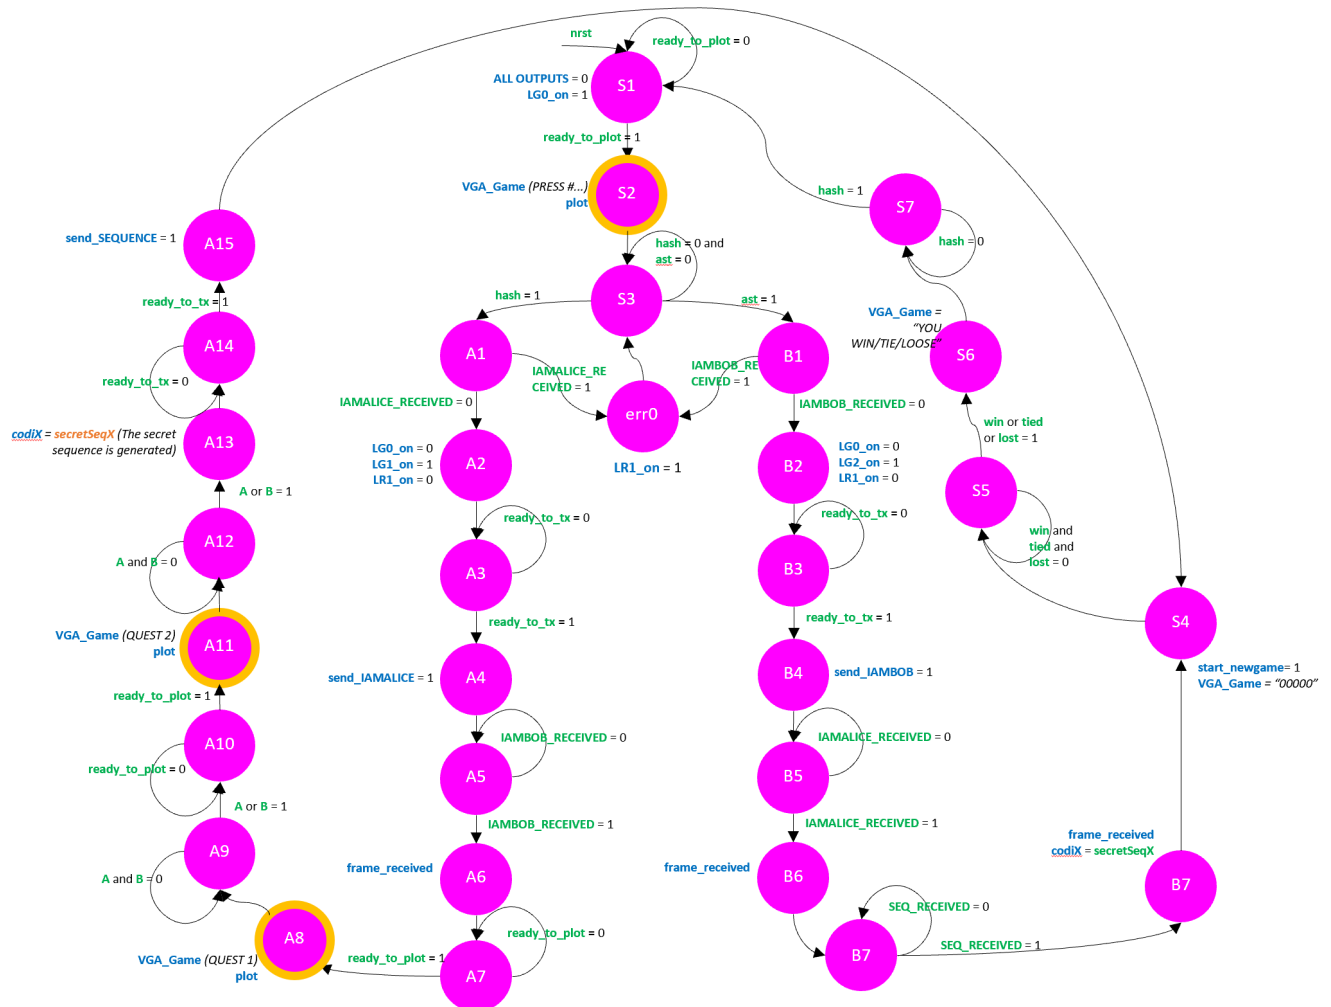 nrst
ready_to_plot = 0
S1
ALL OUTPUTS = 0
LG0_on = 1
ready_to_plot = 1
S2
VGA_Game (PRESS #...)
plot
hash = 0 and
ast = 0
S3
hash = 1
ast = 1
A1
IAMALICE_RE
CEIVED = 1
IAMBOB_RE
CEIVED = 1
B1
err0
LR1_on = 1
IAMALICE_RECEIVED = 0
IAMBOB_RECEIVED = 0
LG0_on = 0
LG1_on = 1
LR1_on = 0
A2
B2
LG0_on = 0
LG2_on = 1
LR1_on = 0
ready_to_tx = 0
A3
ready_to_tx = 0
B3
ready_to_tx = 1
ready_to_tx = 1
send_IAMALICE = 1
A4
B4
send_IAMBOB = 1
IAMBOB_RECEIVED = 0
A5
IAMALICE_RECEIVED = 0
B5
IAMBOB_RECEIVED = 1
IAMALICE_RECEIVED = 1
frame_received
A6
frame_received
B6
ready_to_plot = 0
A7
ready_to_plot = 1
SEQ_RECEIVED = 0
B7
SEQ_RECEIVED = 1
frame_received
codiX = secretSeqX
B7
A8
VGA_Game (QUEST 1)
plot
A and B = 0
A9
A or B = 1
ready_to_plot = 0
A10
ready_to_plot = 1
VGA_Game (QUEST 2)
plot
A11
A and B = 0
A12
A or B = 1
codiX = secretSeqX (The secret
sequence is generated)
A13
ready_to_tx = 0
A14
ready_to_tx = 1
send_SEQUENCE = 1
A15
S4
start_newgame= 1
VGA_Game = "00000"
S5
win and
tied and
lost = 0
win or tied
or lost = 1
S6
VGA_Game =
"YOU
WIN/TIE/LOOSE"
S7
hash = 0
hash = 1